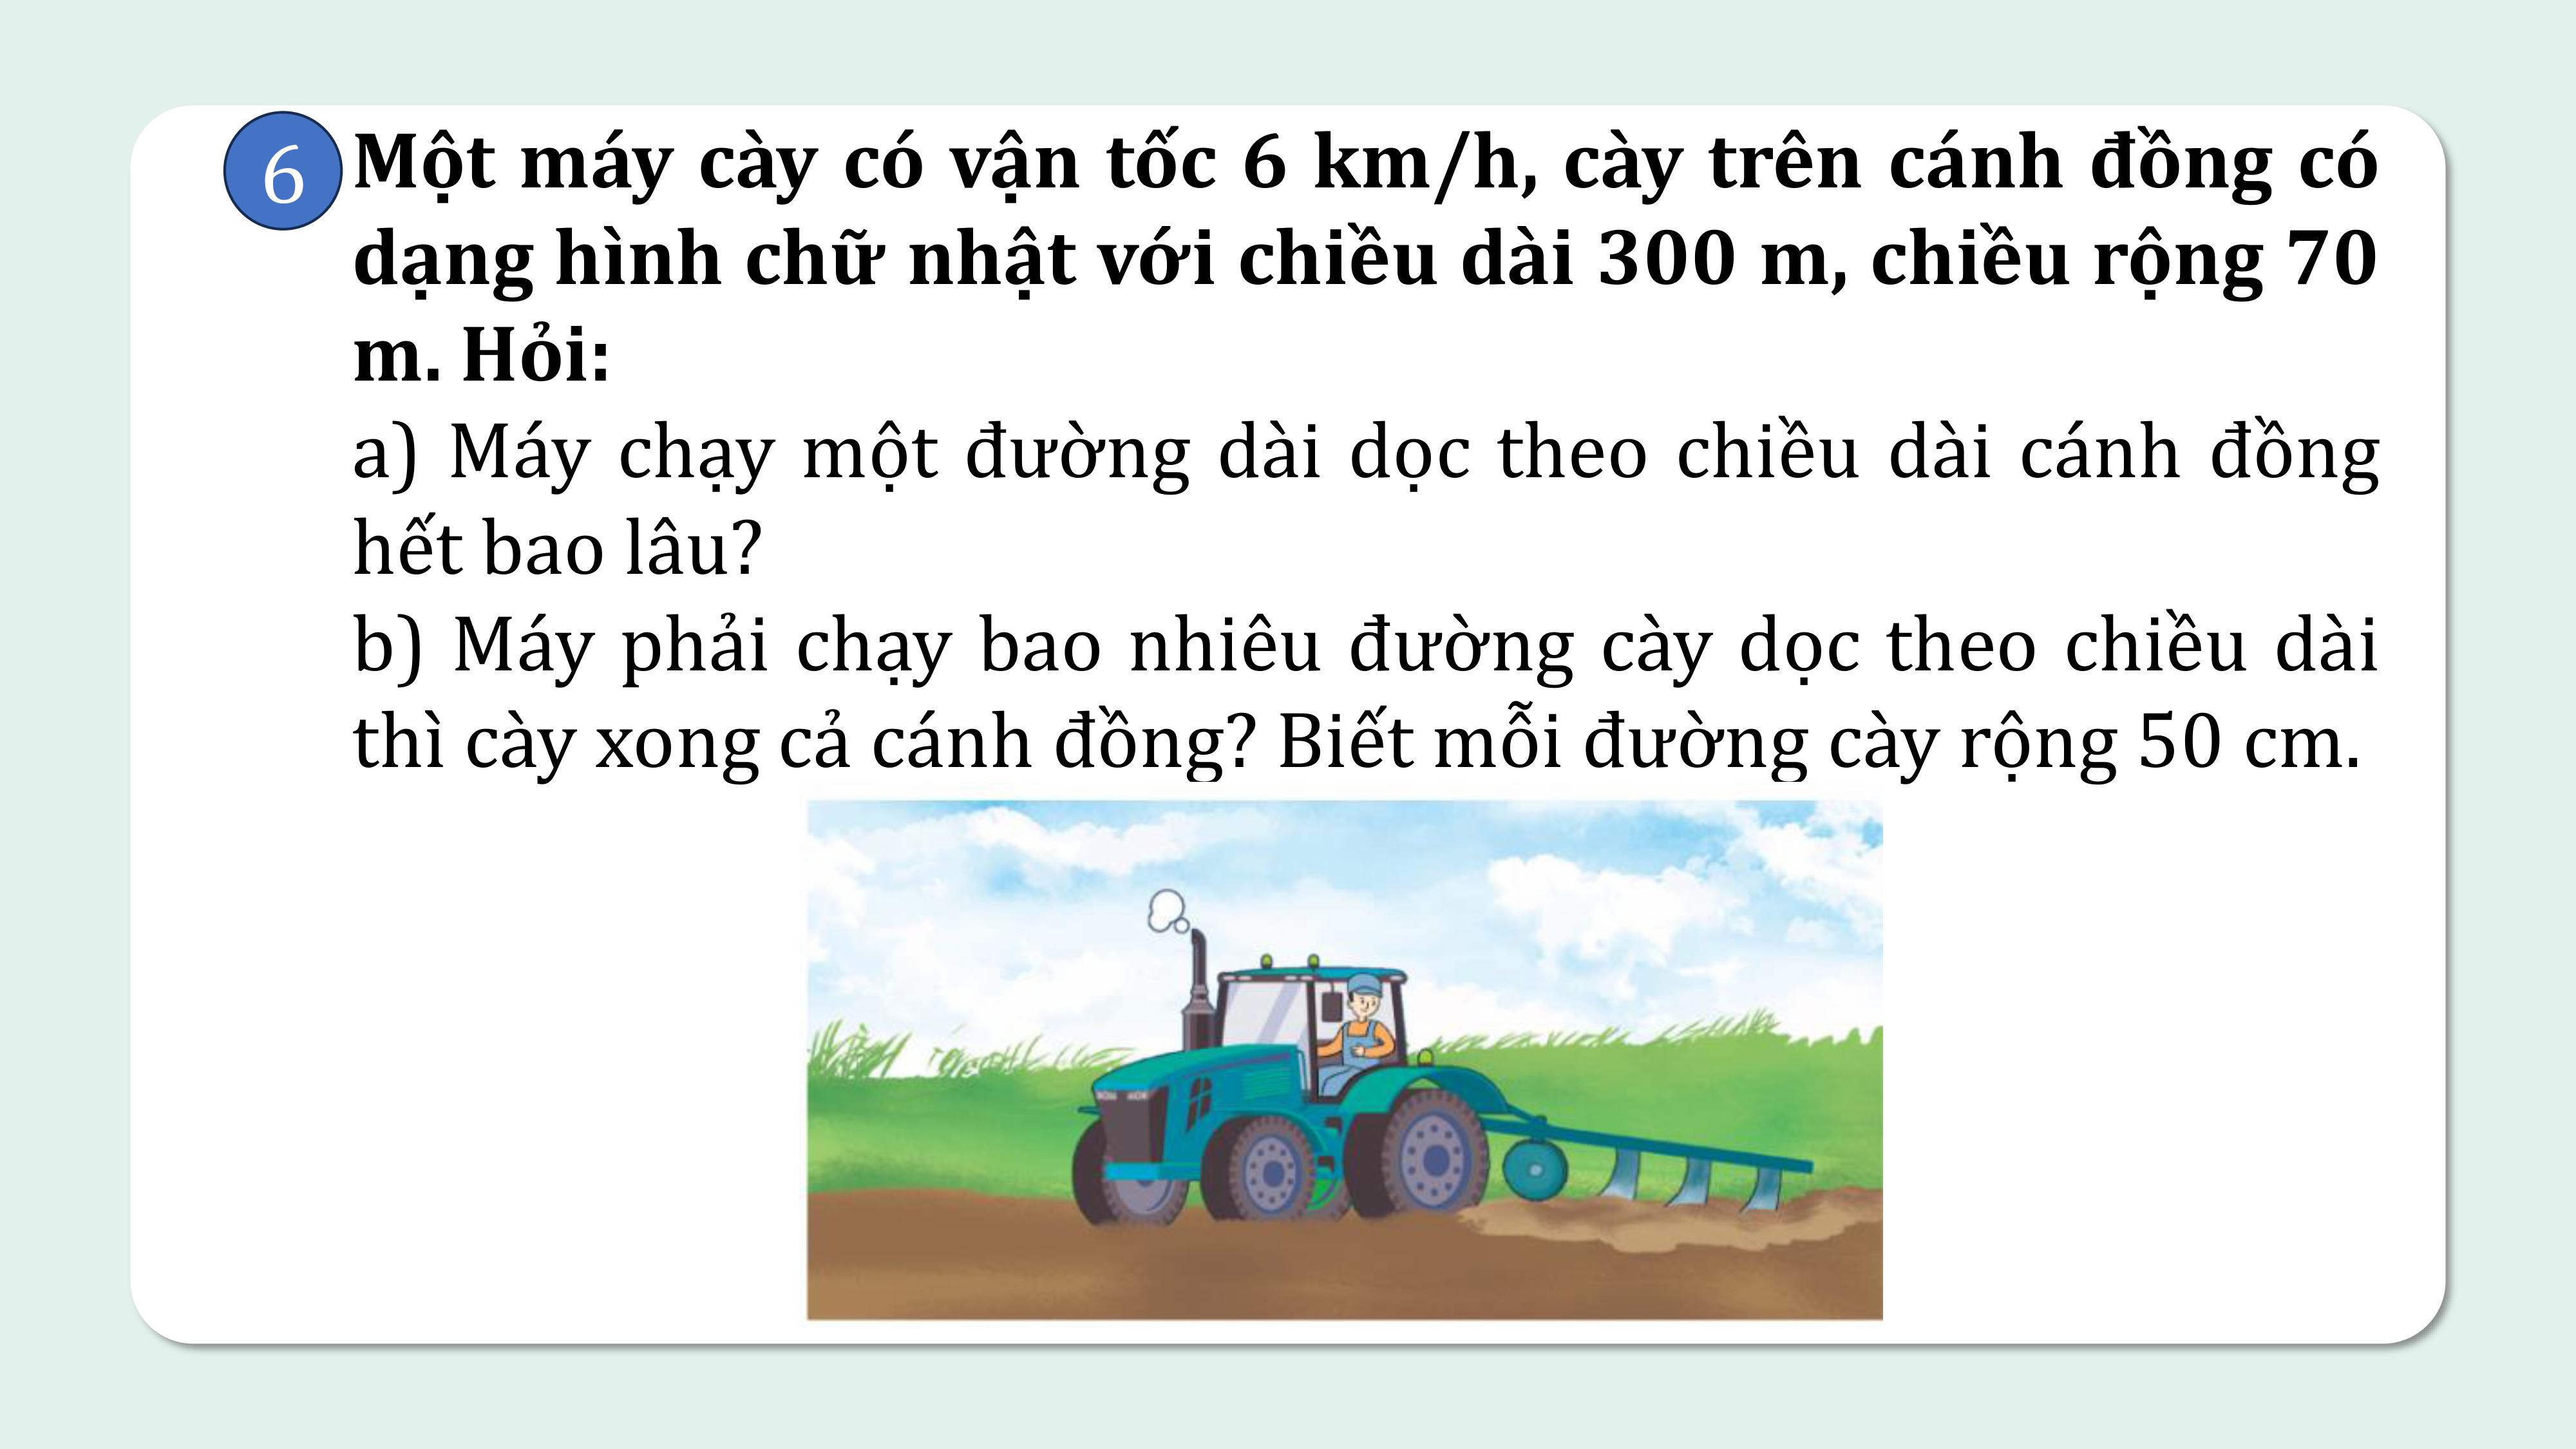 6
Một máy cày có vận tốc 6 km/h, cày trên cánh đồng có
dạng hình chữ nhật với chiều dài 300 m, chiều rộng 70
m. Hỏi:
a) Máy chạy một đường dài dọc theo chiều dài cánh đồng
hết bao lâu?
b) Máy phải chạy bao nhiêu đường cày dọc theo chiều dài
thì cày xong cả cánh đồng? Biết mỗi đường cày rộng 50 cm.